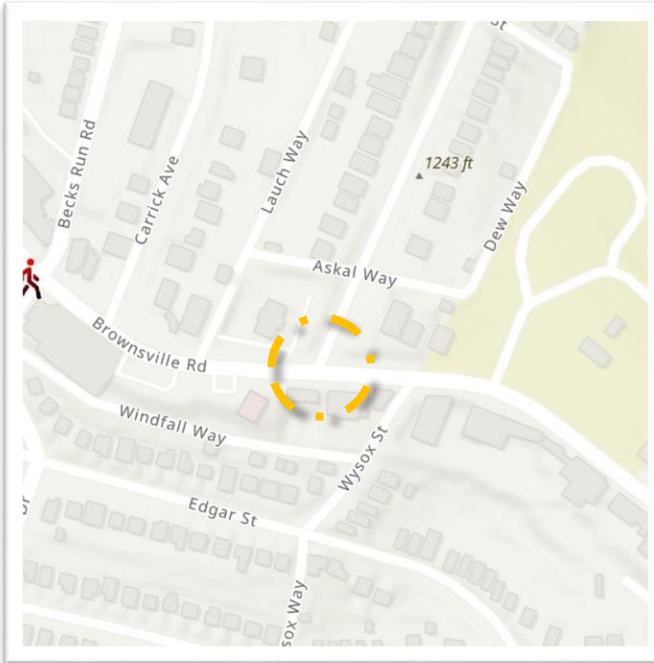 St
Becks Run Rd
Carrick Ave
Lauch Way
1243 ft
Dew Way
Askal Way
Brownsville Rd
Windfall Way
Wysox St
Edgar St
sox Way